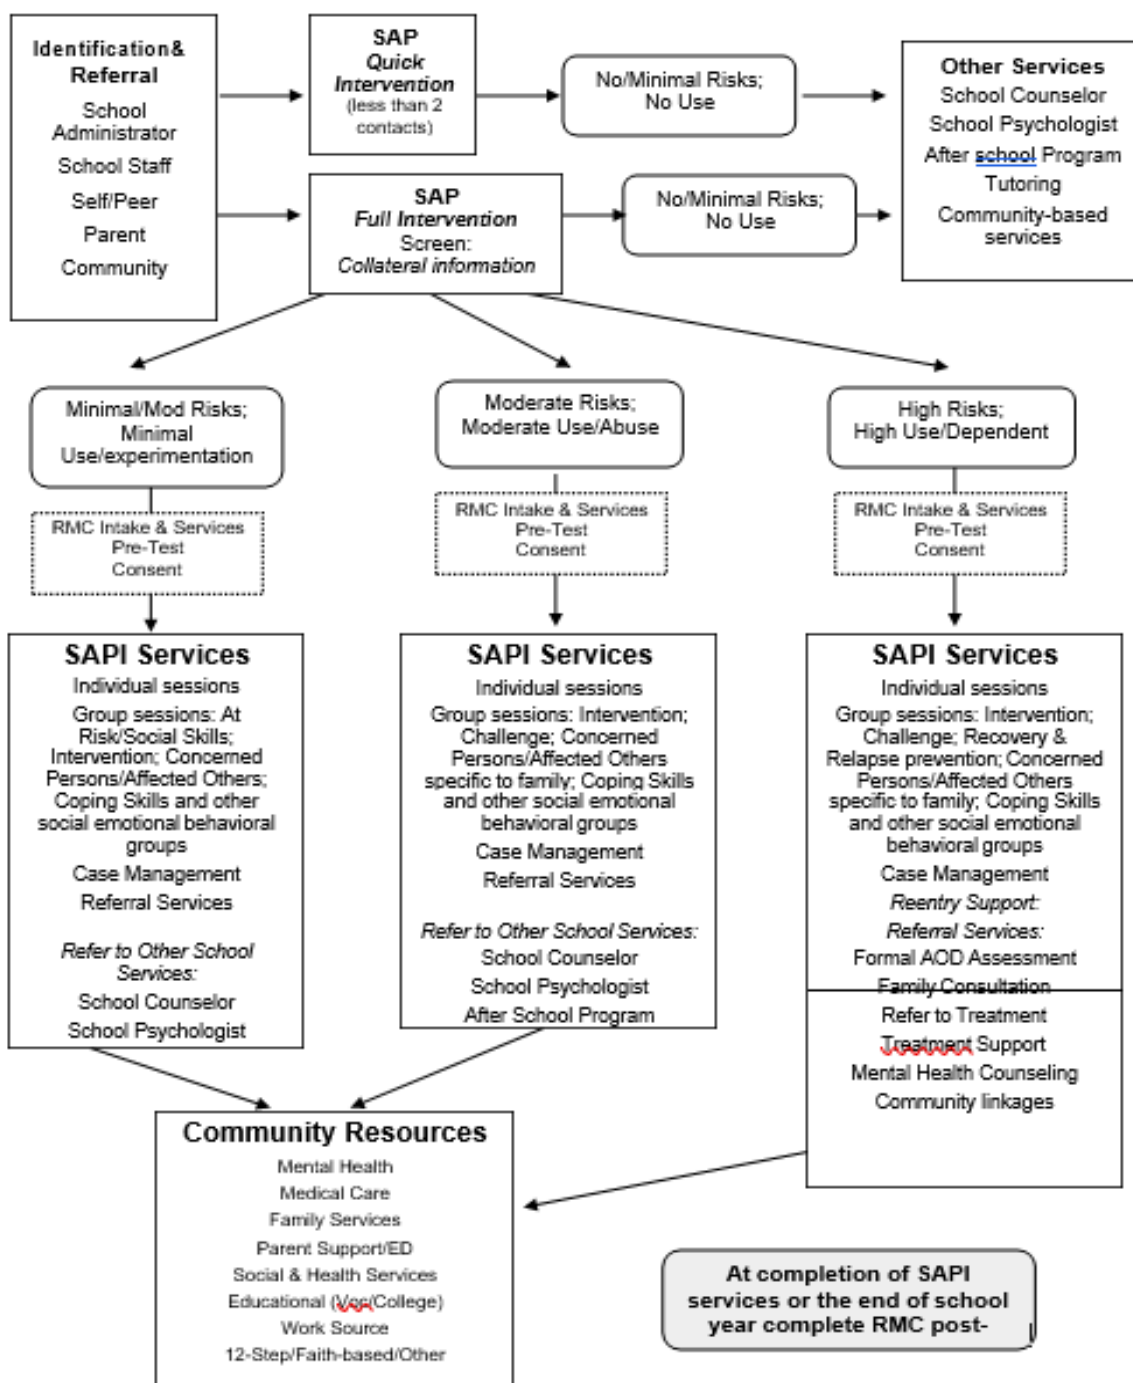 Identification&
Referral
School
Administrator
School Staff
Self/Peer
Parent
Community
SAP
Quick
Intervention
(less than 2
contacts)
No/Minimal Risks;
No Use
Other Services
School Counselor
School Psychologist
After school Program
Tutoring
Community-based
services
SAP
Full Intervention
Screen:
Collateral information
No/Minimal Risks;
No Use
Minimal/Mod Risks;
Minimal
Use/experimentation
Moderate Risks;
Moderate Use/Abuse
High Risks;
High Use/Dependent
RMC Intake & Services
Pre-Test
Consent
RMC Intake & Services
Pre-Test
Consent
RMC Intake & Services
Pre-Test
Consent
SAPI Services
Individual sessions
Group sessions: At
Risk/Social Skills;
Intervention; Concerned
Persons/Affected Others;
Coping Skills and other
social emotional behavioral
groups
Case Management
Referral Services
Refer to Other School
Services:
School Counselor
School Psychologist
SAPI Services
Individual sessions
Group sessions: Intervention;
Challenge; Concerned
Persons/Affected Others
specific to family; Coping Skills
and other social emotional
behavioral groups
Case Management
Referral Services
Refer to Other School Services:
School Counselor
School Psychologist
After School Program
SAPI Services
Individual sessions
Group sessions: Intervention;
Challenge; Recovery &
Relapse prevention; Concerned
Persons/Affected Others
specific to family; Coping Skills
and other social emotional
behavioral groups
Case Management
Reentry Support:
Referral Services:
Formal AOD Assessment
Family Consultation
Refer to Treatment
Treatment Support
Mental Health Counseling
Community linkages
Community Resources
Mental Health
Medical Care
Family Services
Parent Support/ED
Social & Health Services
Educational (Voc/College)
Work Source
12-Step/Faith-based/Other
At completion of SAPI
services or the end of school
year complete RMC post-